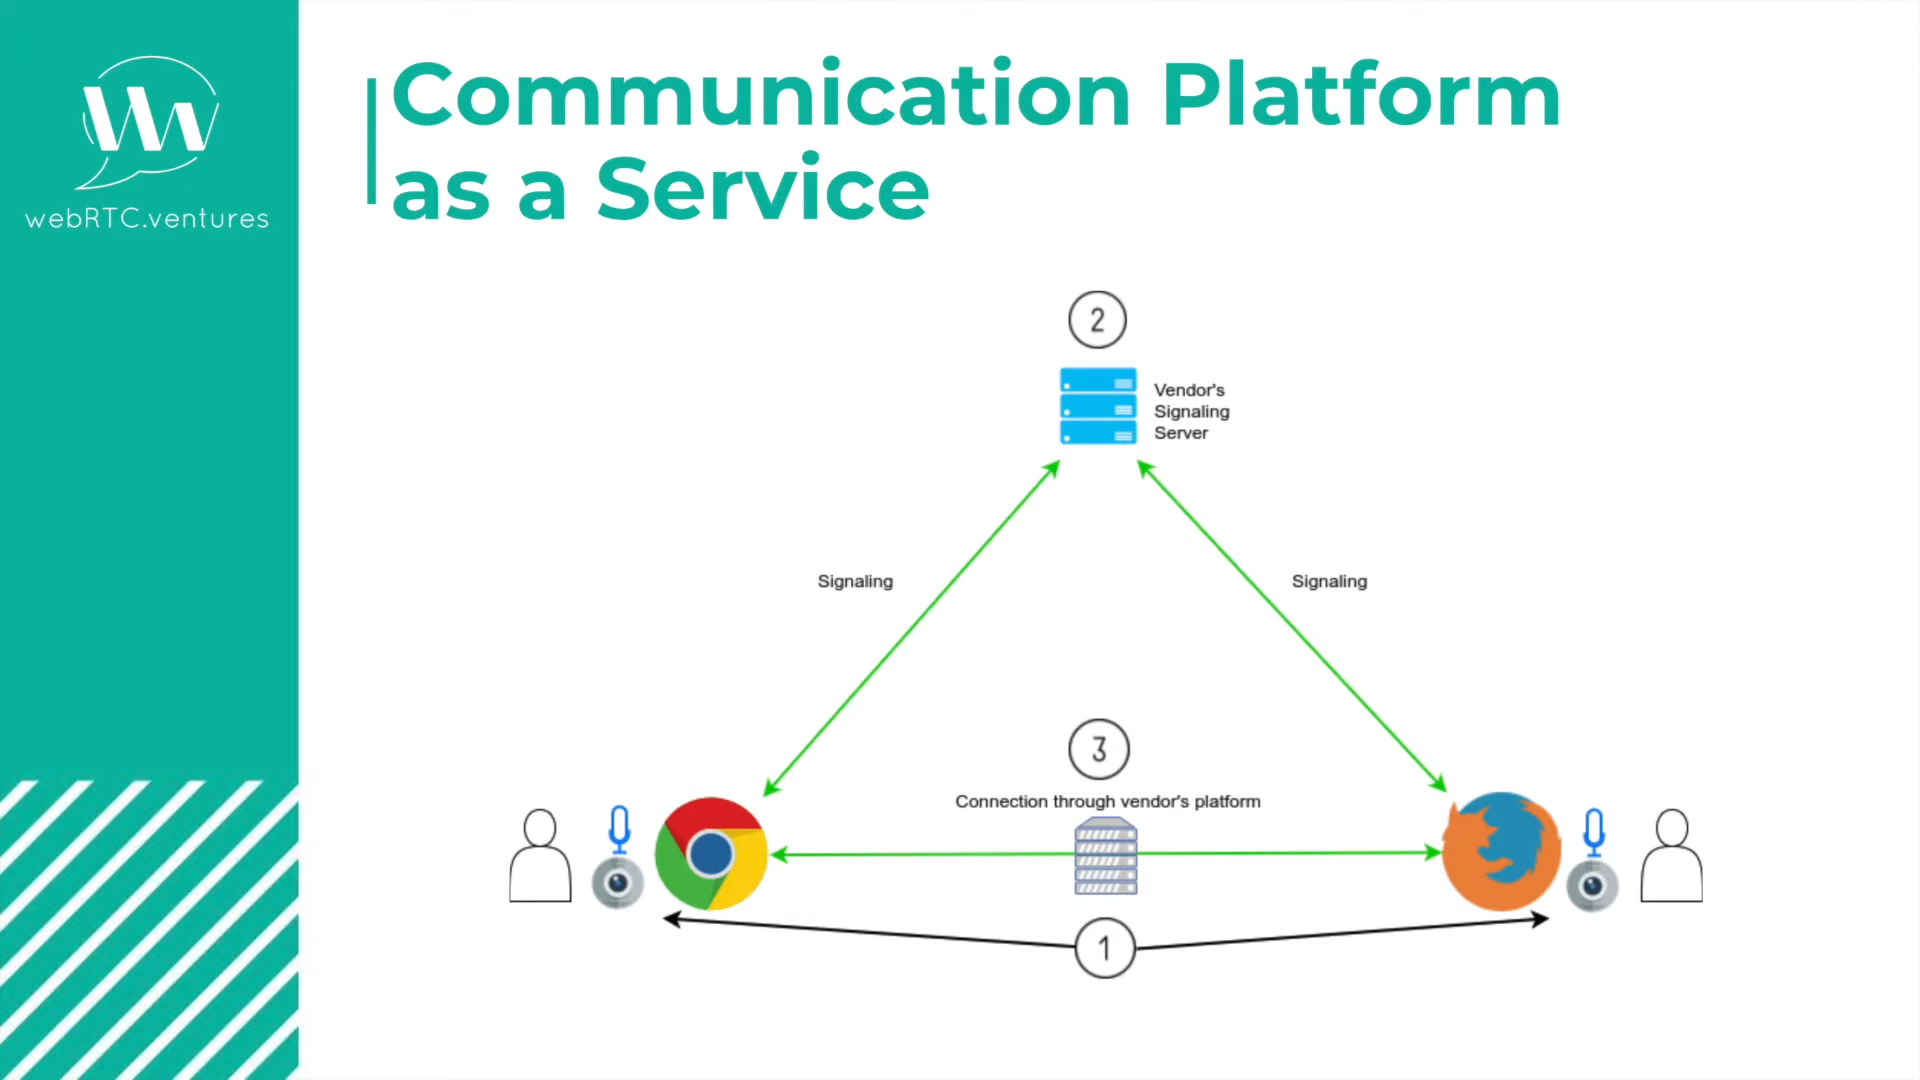 webRTC.ventures
Communication Platform
as a Service
2
Vendor's
Signaling
Server
Signaling
Signaling
3
Connection through vendor's platform
1